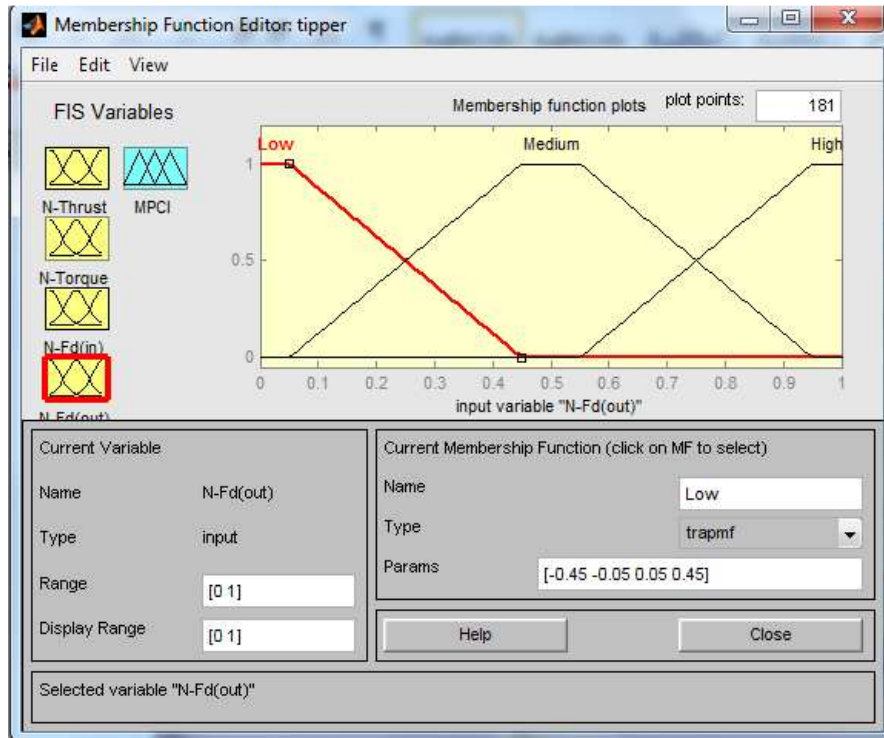 Membership Function Editor: tipper
File Edit View
FIS Variables
N-Thrust MPCI
N-Torque
N-Fd(in)
N-Fd(out)
Membership function plots plot points: 181
Low Medium High
1
0.5
0
0 0.1 0.2 0.3 0.4 0.5 0.6 0.7 0.8 0.9 1
input variable "N-Fd(out)"
Current Variable
Name N-Fd(out)
Type input
Range [0 1]
Display Range [0 1]
Current Membership Function (click on MF to select)
Name Low
Type trapmf
Params [-0.45 -0.05 0.05 0.45]
Help Close
Selected variable "N-Fd(out)"